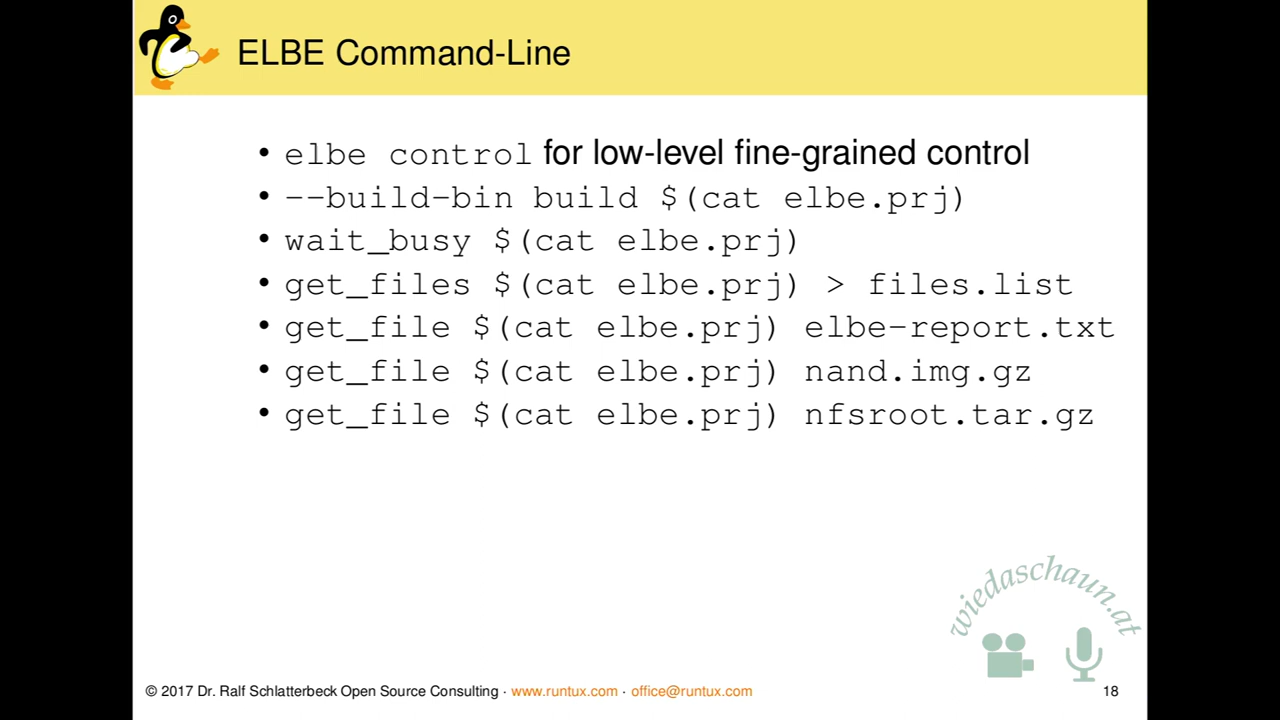 ELBE Command-Line
• elbe control for low-level fine-grained control
• --build-bin build $(cat elbe.prj)
• wait_busy $(cat elbe.prj)
• get_files $(cat elbe.prj) > files.list
• get_file $(cat elbe.prj) elbe-report.txt
• get_file $(cat elbe.prj) nand.img.gz
• get_file $(cat elbe.prj) nfsroot.tar.gz
wiedaschaun.at
© 2017 Dr. Ralf Schlatterbeck Open Source Consulting · www.runtux.com · office@runtux.com 18